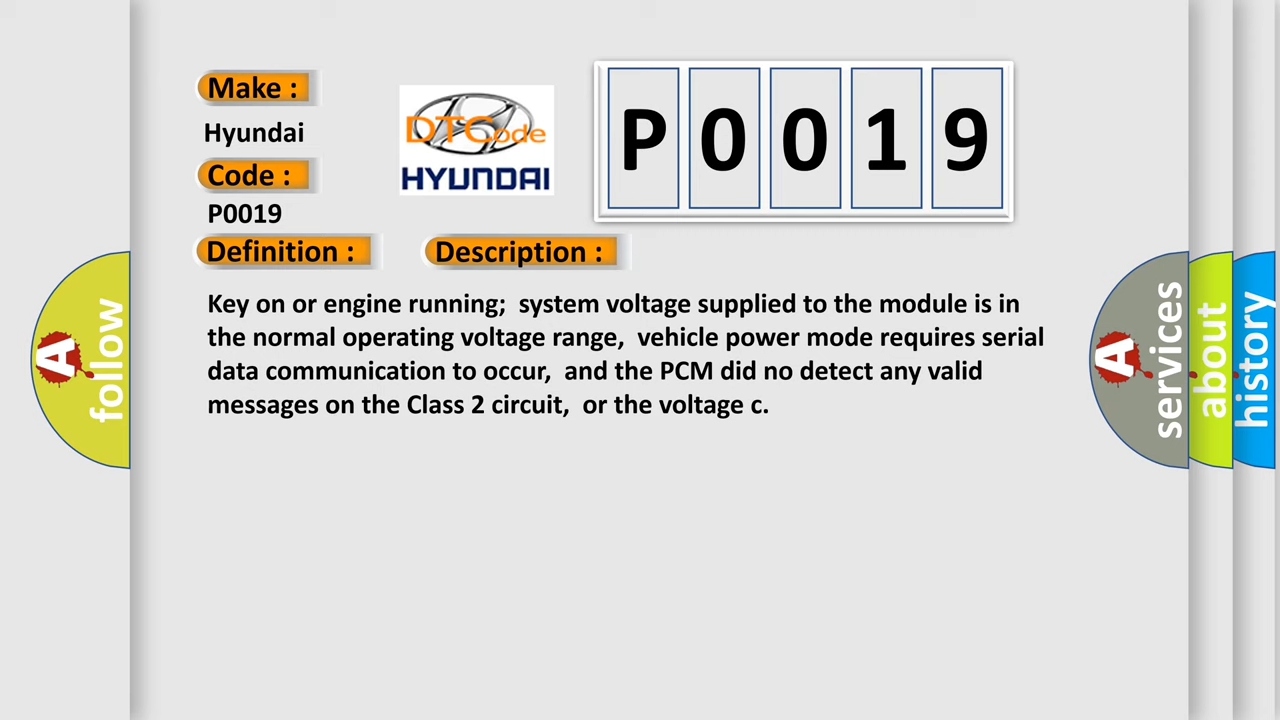 Make :
Hyundai
Code :
P0019
Definition :
Description :
DTCode
HYUNDAI
P0019
Key on or engine running; system voltage supplied to the module is in
the normal operating voltage range, vehicle power mode requires serial
data communication to occur, and the PCM did no detect any valid
messages on the Class 2 circuit, or the voltage c.
A follow
A services
about
history